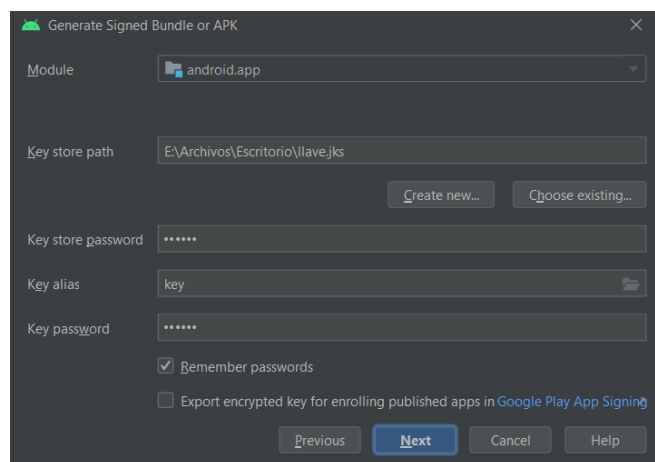 Generate Signed Bundle or APK
Module android.app
Key store path E:\Archivos\Escritorio\llave.jks
Create new... Choose existing...
Key store password ••••••
Key alias key
Key password ••••••
Remember passwords
Export encrypted key for enrolling published apps in Google Play App Signing
Previous Next Cancel Help